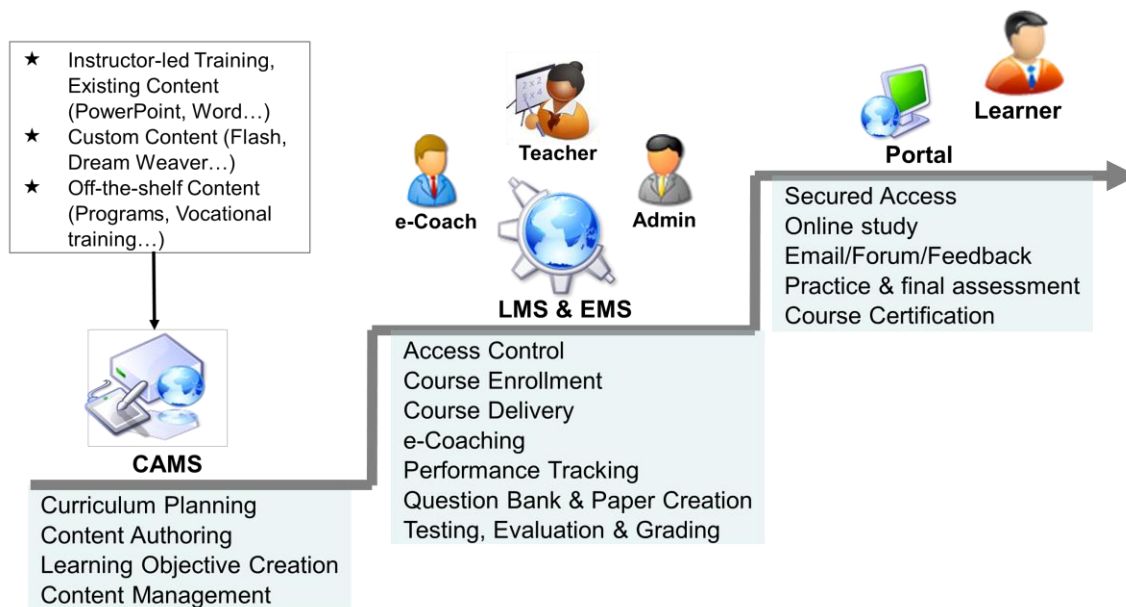 ★ Instructor-led Training,
Existing Content
(PowerPoint, Word…)
★ Custom Content (Flash,
Dream Weaver…)
★ Off-the-shelf Content
(Programs, Vocational
training…)
CAMS
Curriculum Planning
Content Authoring
Learning Objective Creation
Content Management
Teacher
e-Coach
Admin
LMS & EMS
Access Control
Course Enrollment
Course Delivery
e-Coaching
Performance Tracking
Question Bank & Paper Creation
Testing, Evaluation & Grading
Learner
Portal
Secured Access
Online study
Email/Forum/Feedback
Practice & final assessment
Course Certification